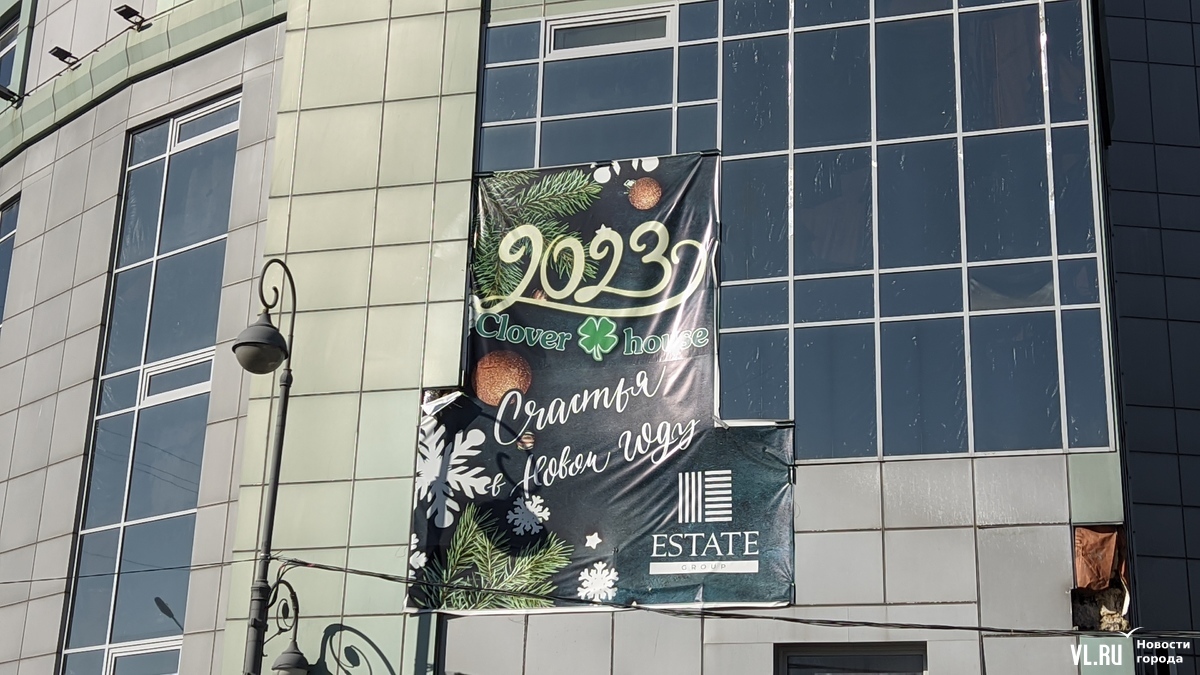 2023
Clover house
Счастья
в Новом году
ESTATE
GROUP
VL.RU Новости
города